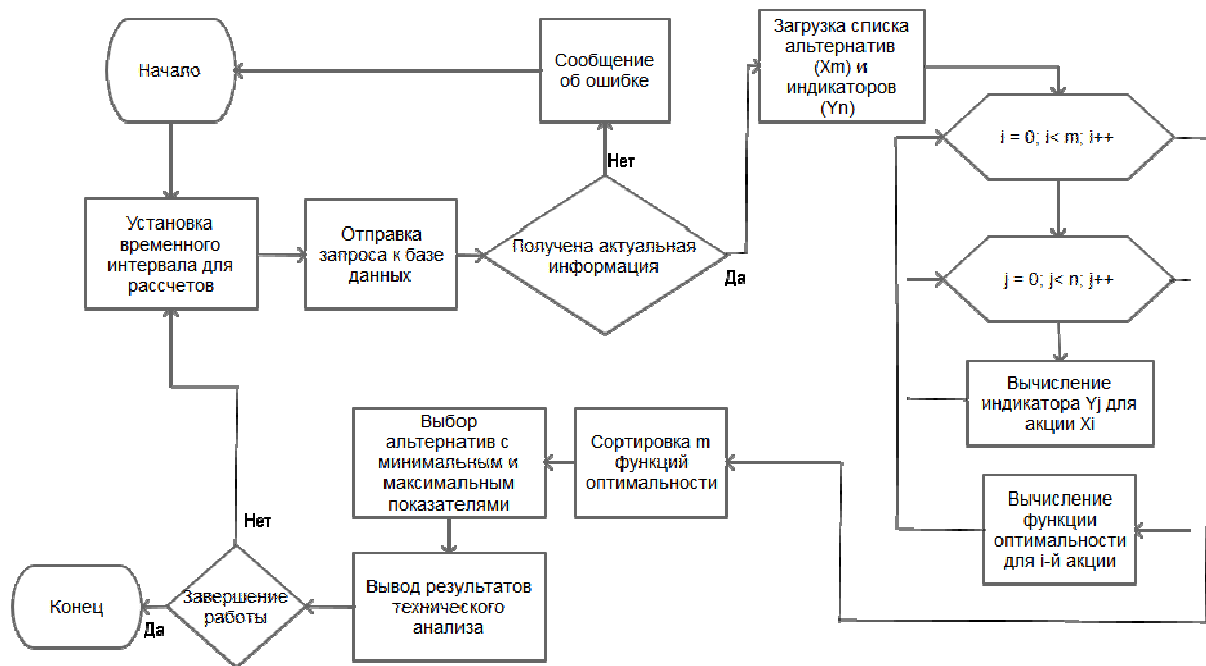 Начало
Сообщение
об ошибке
Загрузка списка
альтернатив
(Xm) и
индикаторов
(Yn)
i = 0; i< m; i++
Нет
Установка
временного
интервала для
рассчетов
Отправка
запроса к базе
данных
Получена актуальная
информация
Да
j = 0; j< n; j++
Вычисление
индикатора Yj для
акции Xi
Выбор
альтернатив с
минимальным и
максимальным
показателями
Сортировка m
функций
оптимальности
Вычисление
функции
оптимальности
для i-й акции
Нет
Конец
Да
Завершение
работы
Вывод результатов
технического
анализа